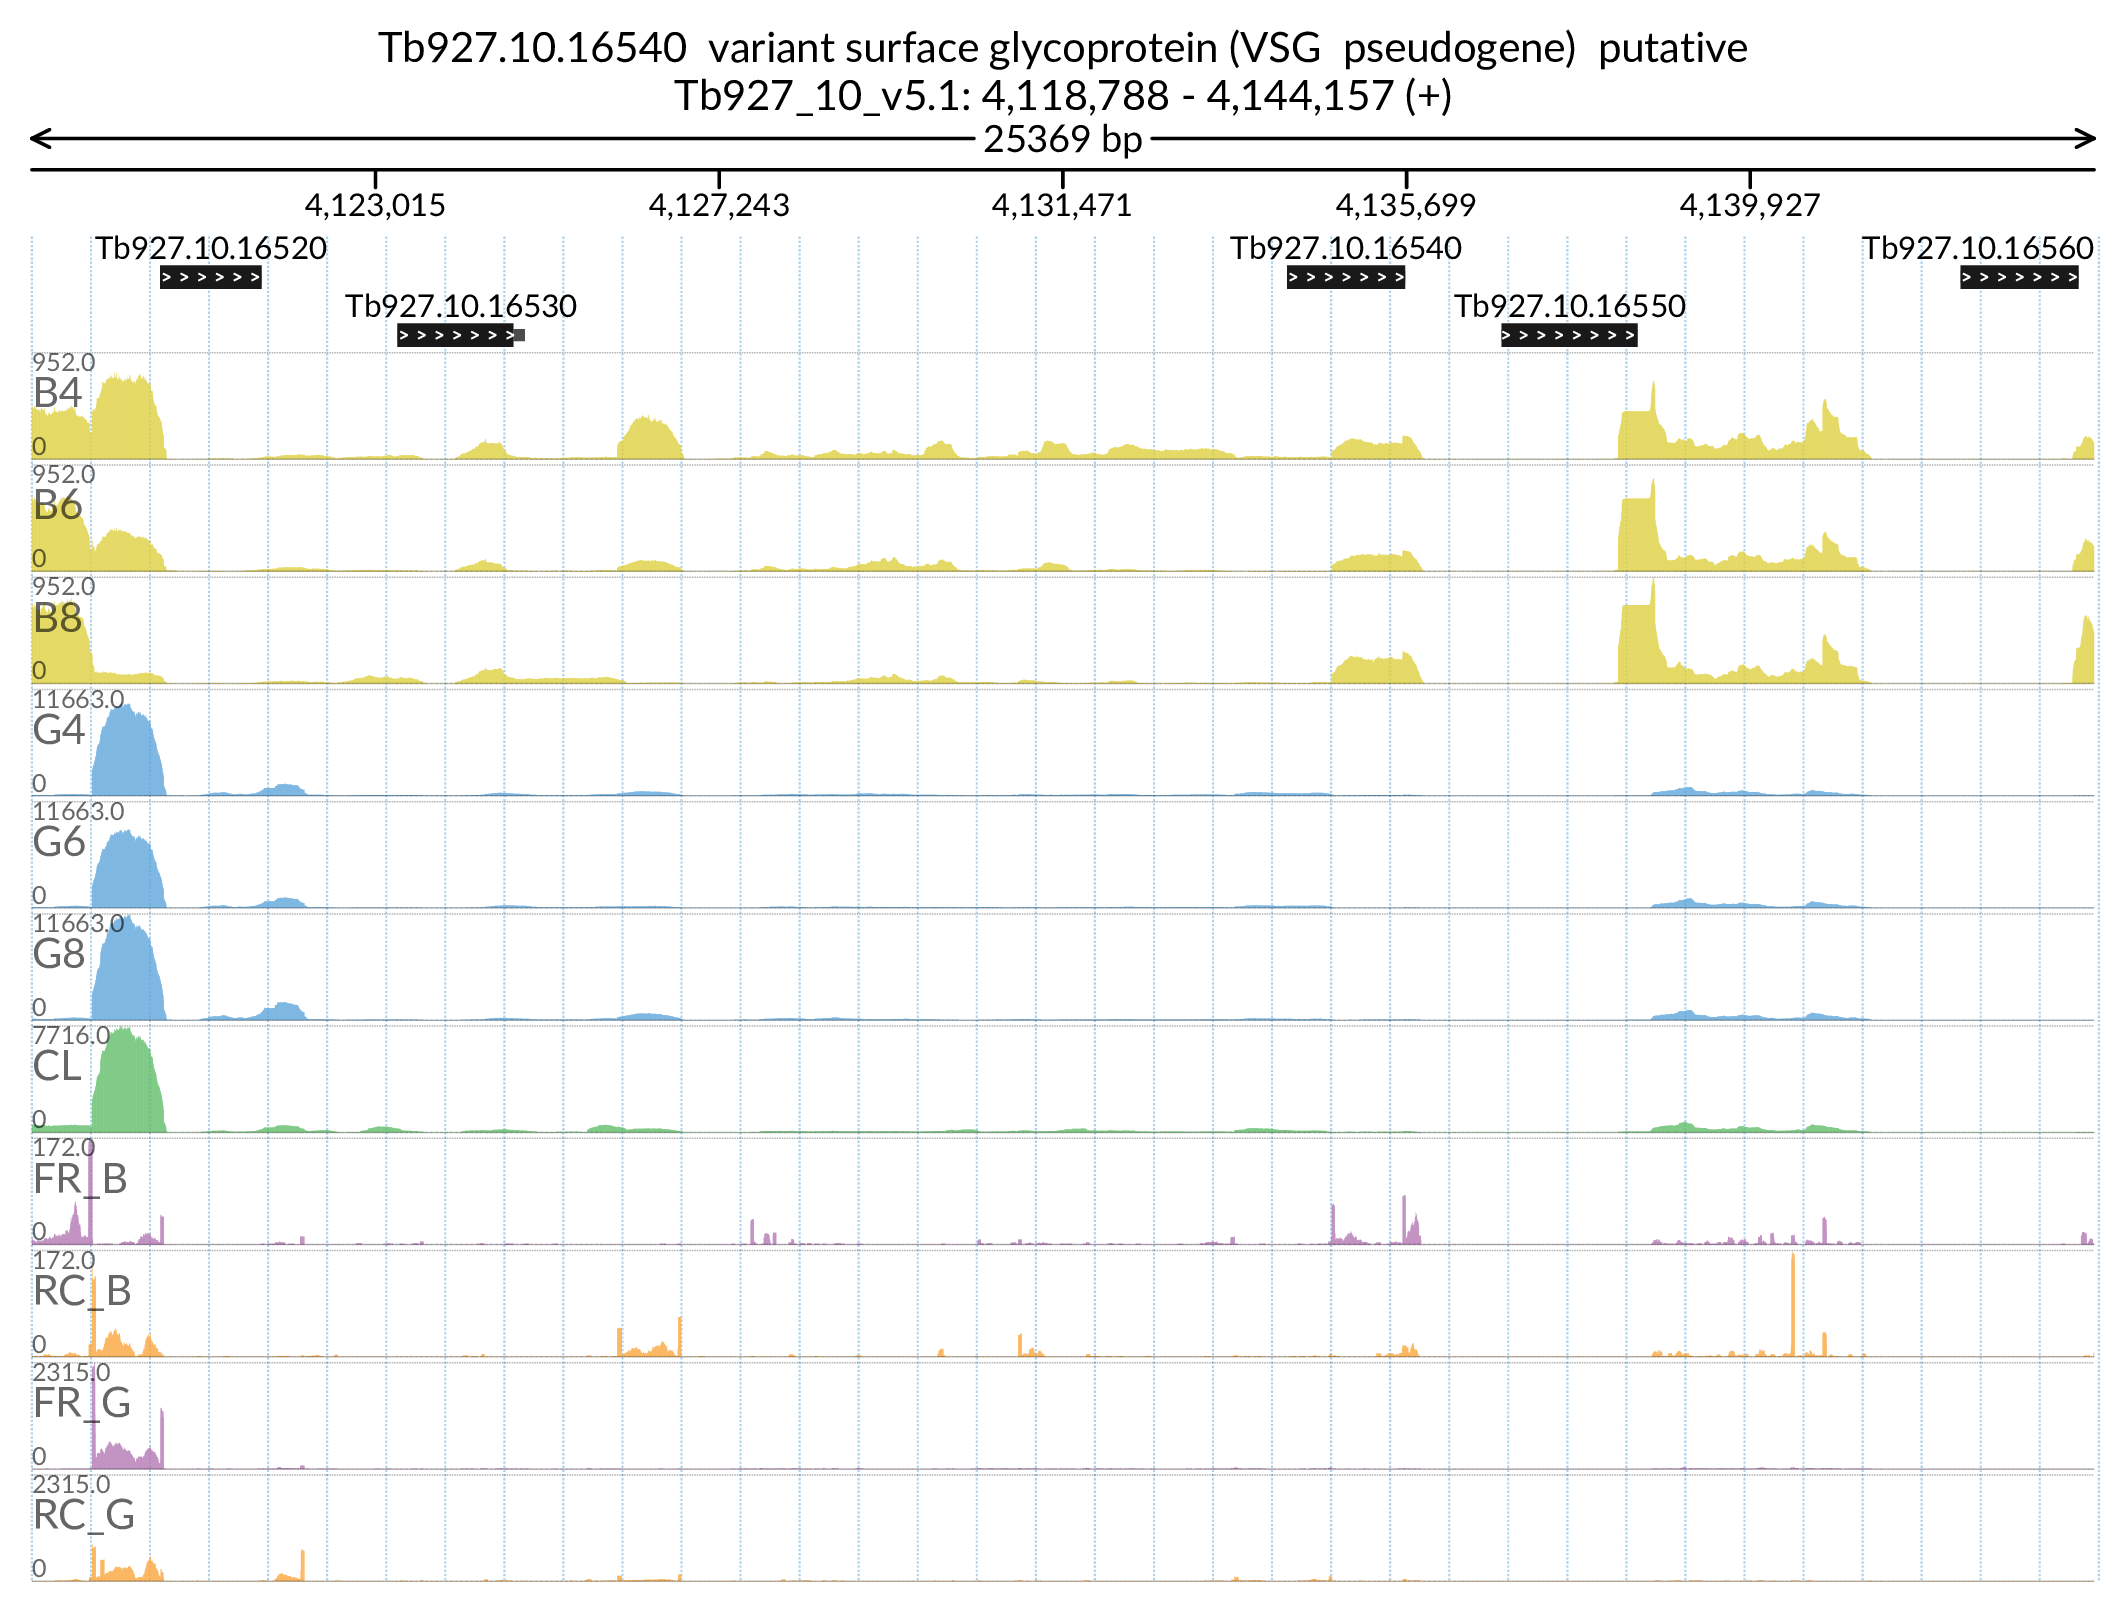 Tb927.10.16540  variant surface glycoprotein (VSG  pseudogene)  putative
Tb927_10_v5.1: 4,118,788 - 4,144,157 (+)
25369 bp
4,123,015 4,127,243 4,131,471 4,135,699 4,139,927
Tb927.10.16520 Tb927.10.16540 Tb927.10.16560
Tb927.10.16530 Tb927.10.16550
952.0
B4
0
952.0
B6
0
952.0
B8
0
11663.0
G4
0
11663.0
G6
0
11663.0
G8
0
7716.0
CL
0
172.0
FR_B
0
172.0
RC_B
0
2315.0
FR_G
0
2315.0
RC_G
0